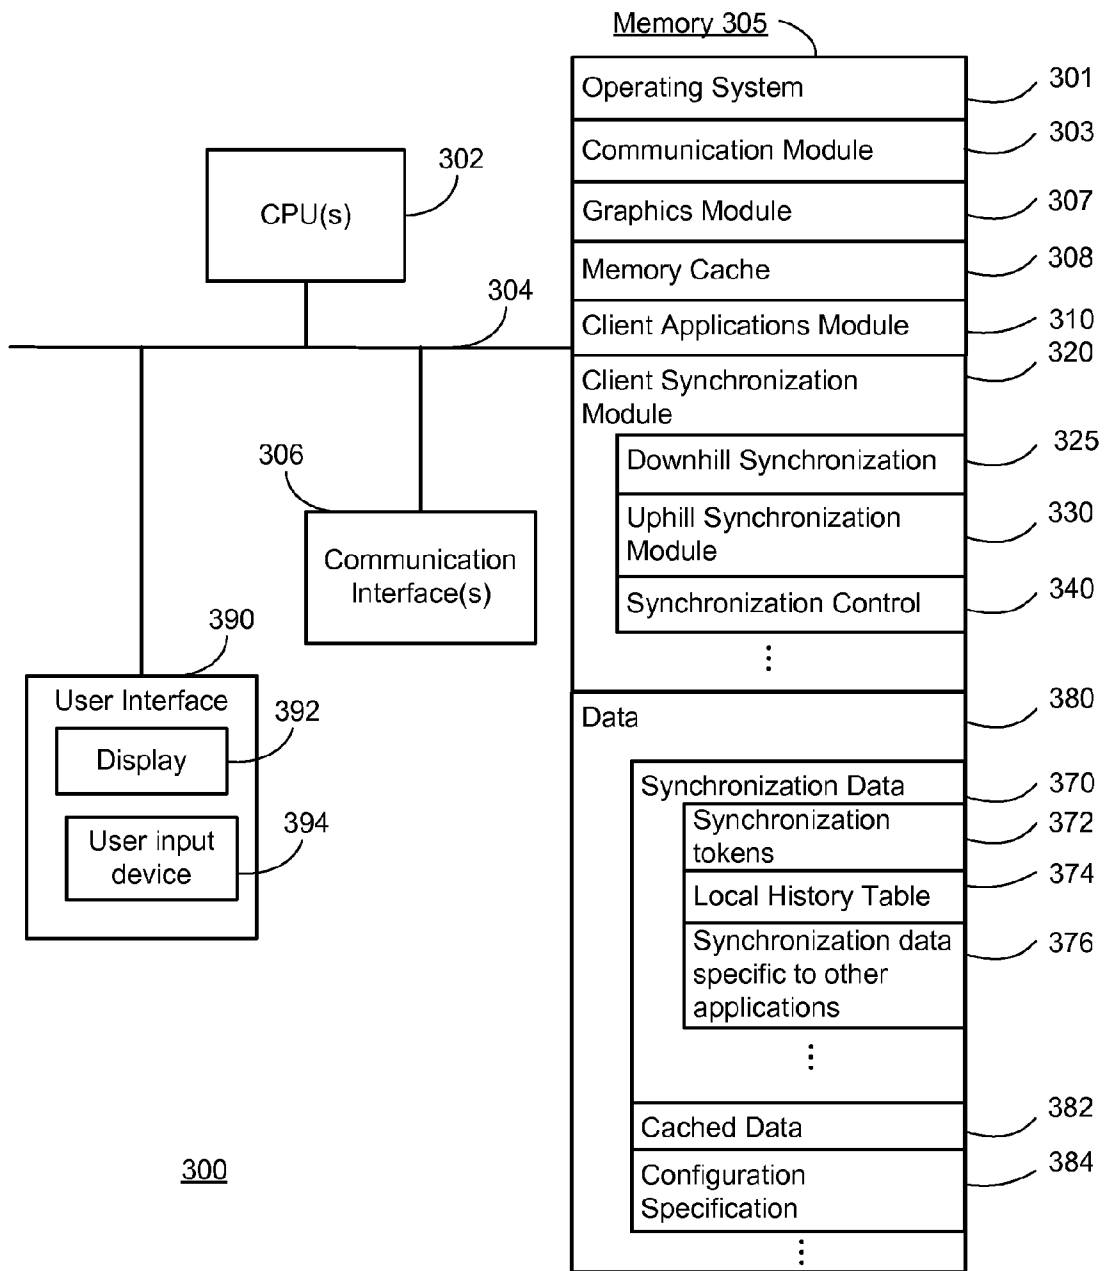 Memory 305
Operating System
301
Communication Module
303
Graphics Module
307
Memory Cache
308
Client Applications Module
310
Client Synchronization
Module
320
Downhill Synchronization
325
Uphill Synchronization
Module
330
Synchronization Control
340
⋮
Data
380
Synchronization Data
370
Synchronization
tokens
372
Local History Table
374
Synchronization data
specific to other
applications
376
⋮
Cached Data
382
Configuration
Specification
384
⋮
CPU(s)
302
304
306
Communication
Interface(s)
390
User Interface
Display
392
User input
device
394
300